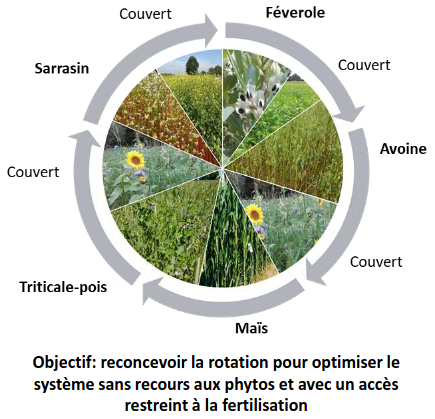 Couvert
Féverole
Couvert
Avoine
Couvert
Maïs
Triticale-pois
Couvert
Sarrasin
Objectif: reconcevoir la rotation pour optimiser le
système sans recours aux phytos et avec un accès
restreint à la fertilisation